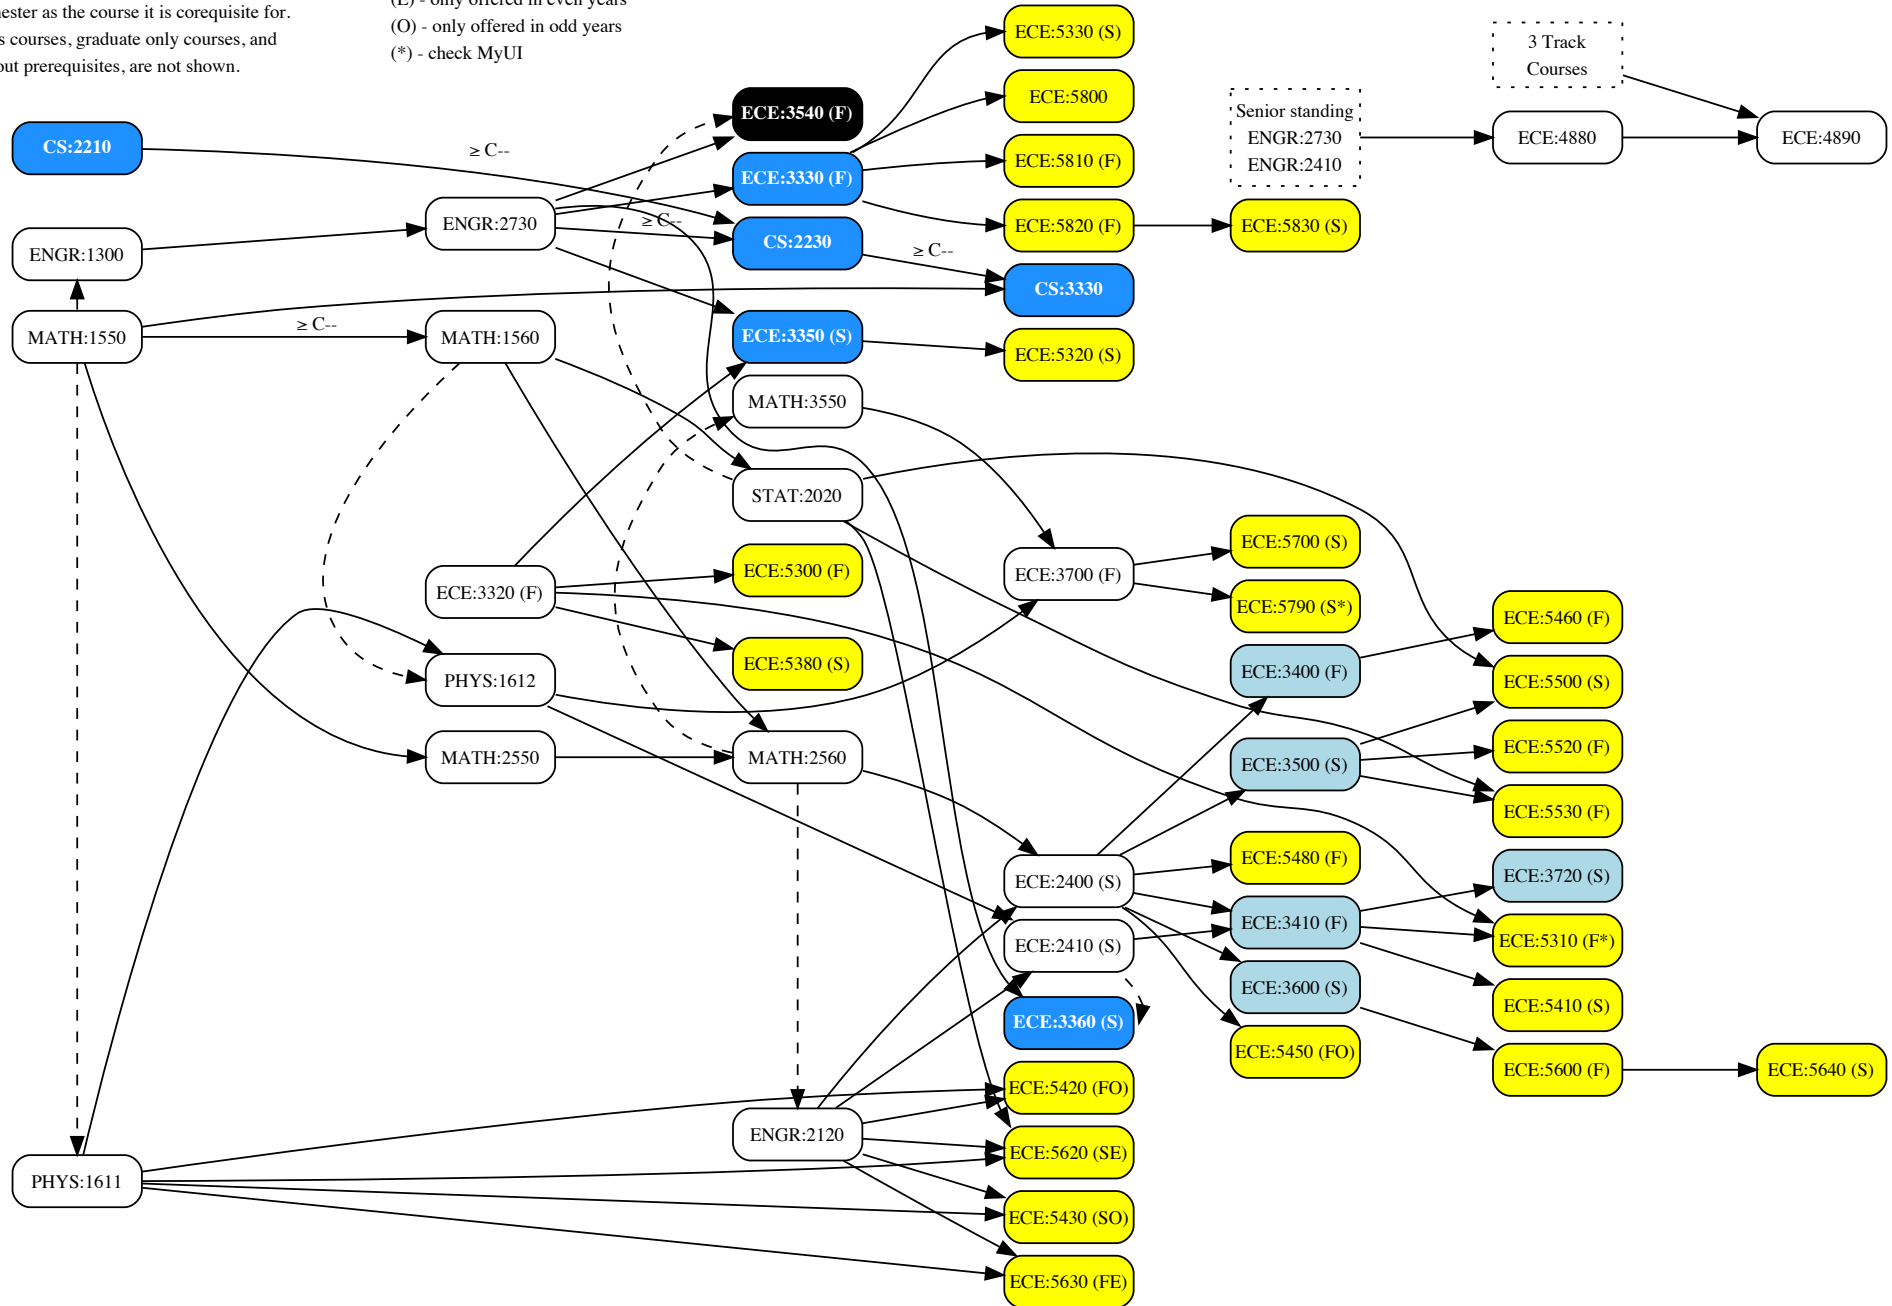 nester as the course it is corequisite for.
s courses, graduate only courses, and
out prerequisites, are not shown.
(E) - only offered in even years
(O) - only offered in odd years
(*) - check MyUI
CS:2210
ENGR:1300
MATH:1550
PHYS:1611
≥ C--
≥ C--
≥ C--
≥ C--
ENGR:2730
MATH:1560
ECE:3320 (F)
PHYS:1612
MATH:2550
ECE:3540 (F)
ECE:3330 (F)
CS:2230
ECE:3350 (S)
MATH:3550
STAT:2020
ECE:5300 (F)
ECE:5380 (S)
MATH:2560
ENGR:2120
ECE:5330 (S)
ECE:5800
ECE:5810 (F)
ECE:5820 (F)
CS:3330
ECE:5320 (S)
ECE:3700 (F)
ECE:2400 (S)
ECE:2410 (S)
ECE:3360 (S)
ECE:5420 (FO)
ECE:5620 (SE)
ECE:5430 (SO)
ECE:5630 (FE)
Senior standing
ENGR:2730
ENGR:2410
ECE:5830 (S)
ECE:5700 (S)
ECE:5790 (S*)
ECE:3400 (F)
ECE:3500 (S)
ECE:5480 (F)
ECE:3410 (F)
ECE:3600 (S)
ECE:5450 (FO)
3 Track
Courses
ECE:4880
ECE:5460 (F)
ECE:5500 (S)
ECE:5520 (F)
ECE:5530 (F)
ECE:3720 (S)
ECE:5310 (F*)
ECE:5410 (S)
ECE:5600 (F)
ECE:4890
ECE:5640 (S)